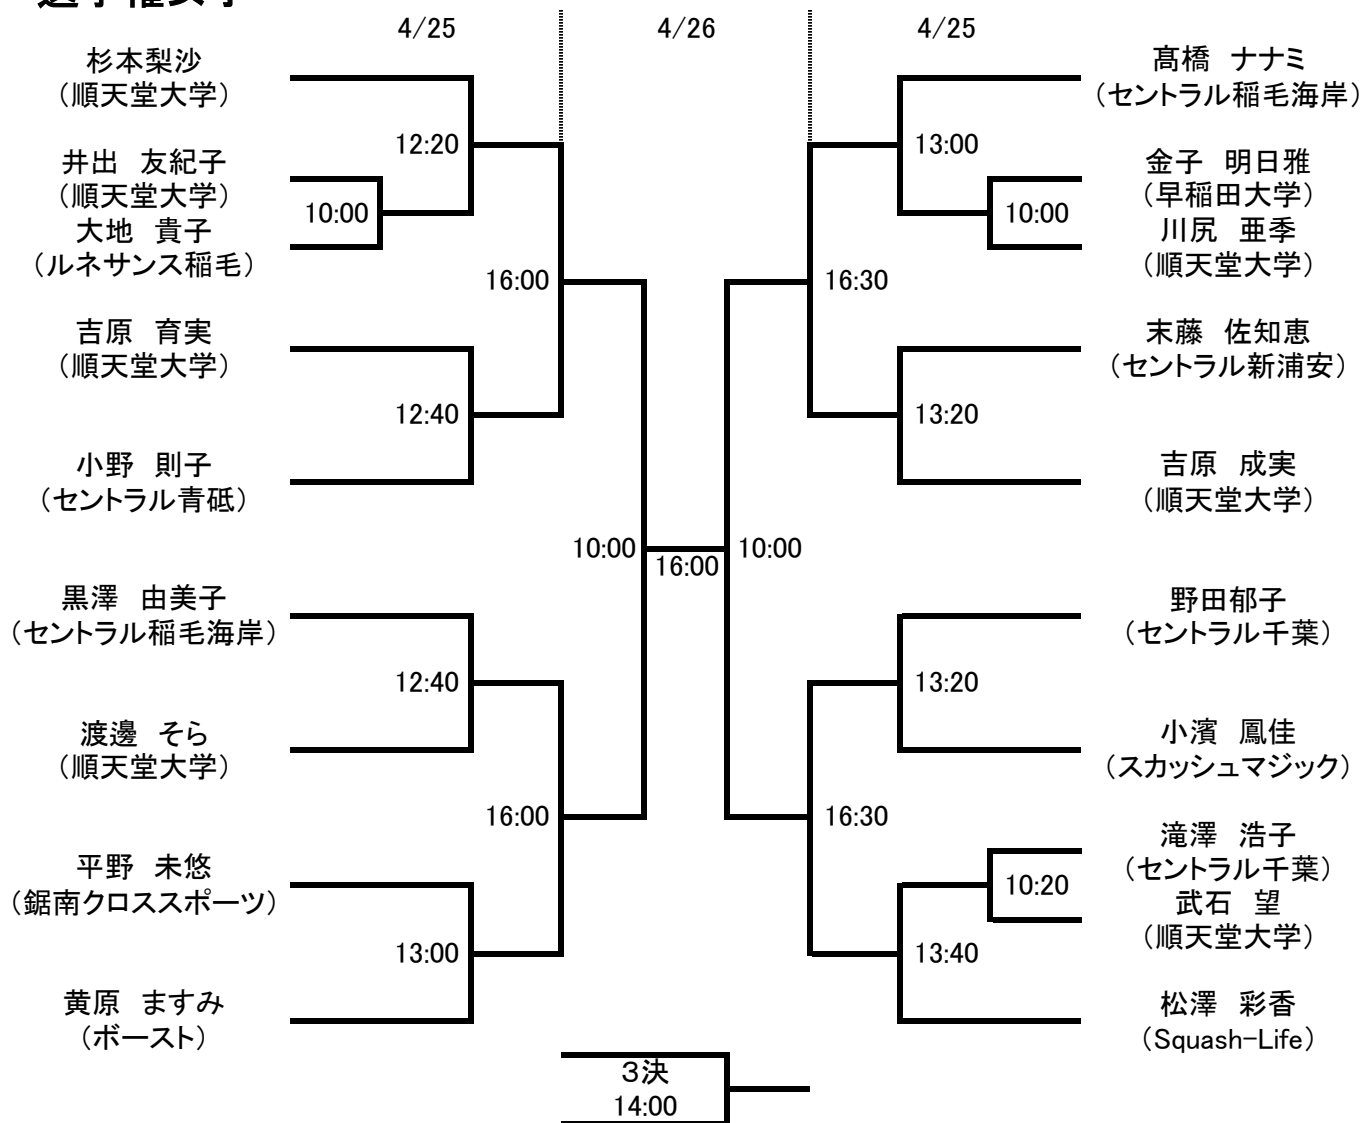 4/25
4/26
4/25
杉本梨沙
（順天堂大学）
井出　友紀子
（順天堂大学）
大地　貴子
（ルネサンス稲毛）
吉原　育実
（順天堂大学）
小野　則子
（セントラル青砥）
黒澤　由美子
（セントラル稲毛海岸）
渡邊　そら
（順天堂大学）
平野　未悠
（鋸南クロススポーツ）
黄原　ますみ
（ボースト）
12:20
10:00
16:00
12:40
12:40
16:00
13:00
10:00
16:00
10:00
13:00
10:00
16:30
13:20
13:20
16:30
10:20
13:40
髙橋　ナナミ
（セントラル稲毛海岸）
金子　明日雅
（早稲田大学）
川尻　亜季
（順天堂大学）
末藤　佐知恵
（セントラル新浦安）
吉原　成実
（順天堂大学）
野田郁子
（セントラル千葉）
小濱　鳳佳
（スカッシュマジック）
滝澤　浩子
（セントラル千葉）
武石　望
（順天堂大学）
松澤　彩香
（Squash-Life）
３決
14:00